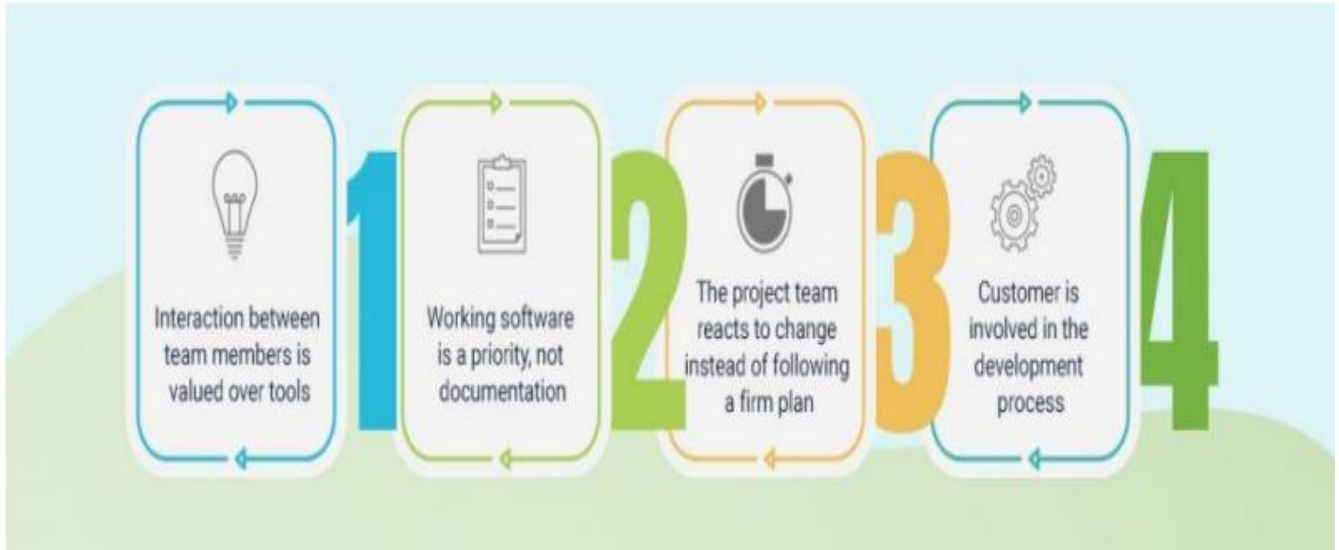 Interaction between
team members is
valued over tools
1
Working software
is a priority, not
documentation
2
The project team
reacts to change
instead of following
a firm plan
3
Customer is
involved in the
development
process
4